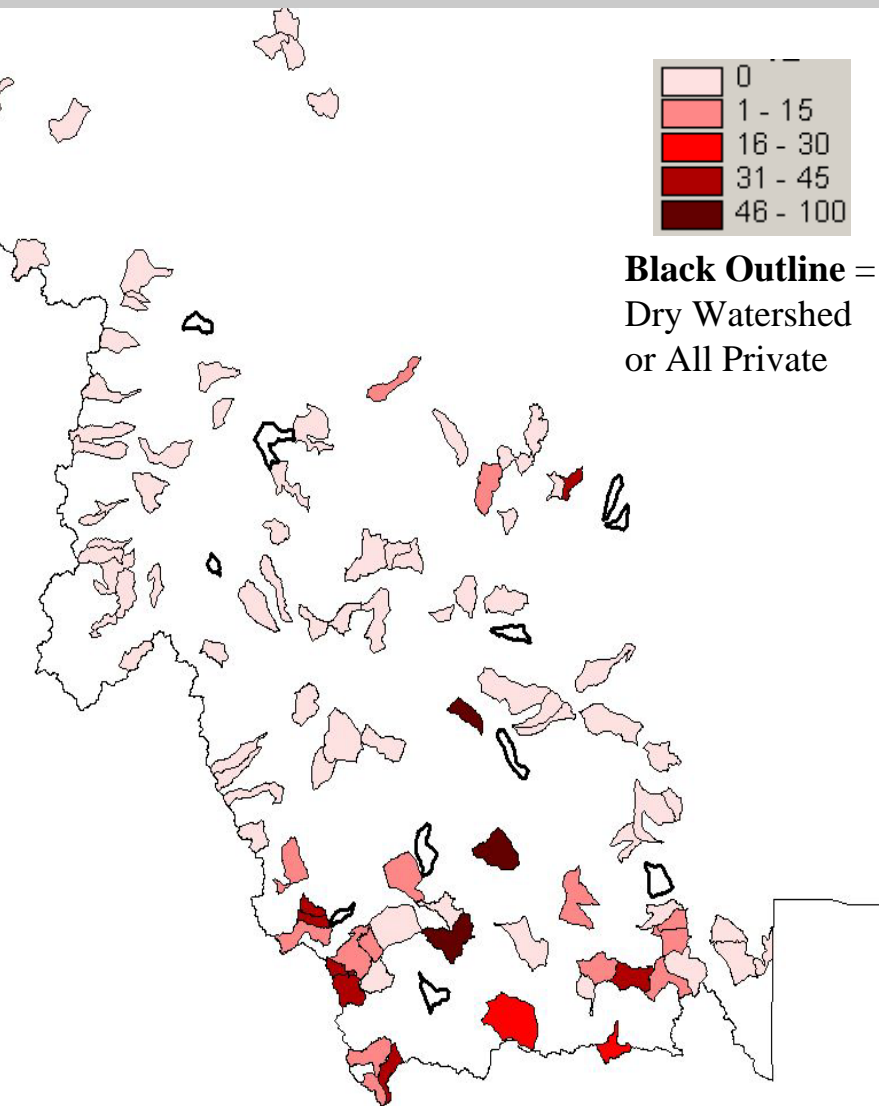 0
1 - 15
16 - 30
31 - 45
46 - 100
Black Outline =
Dry Watershed
or All Private